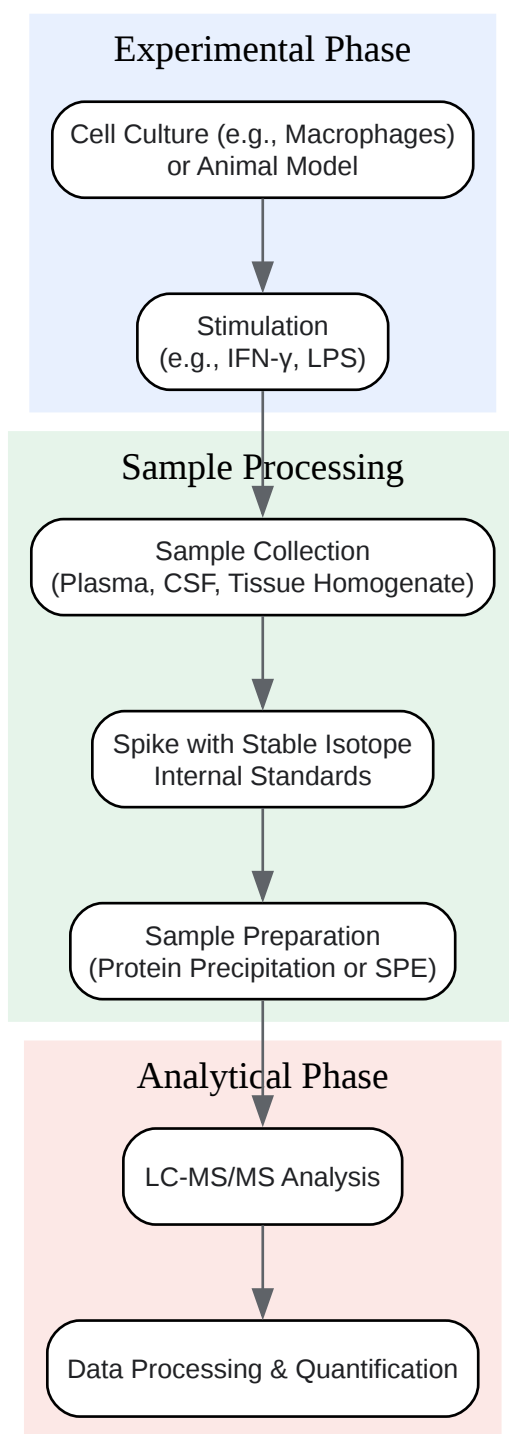 Experimental Phase
Cell Culture (e.g., Macrophages)
or Animal Model
Stimulation
(e.g., IFN-γ, LPS)
Sample Processing
Sample Collection
(Plasma, CSF, Tissue Homogenate)
Spike with Stable Isotope
Internal Standards
Sample Preparation
(Protein Precipitation or SPE)
Analytical Phase
LC-MS/MS Analysis
Data Processing & Quantification